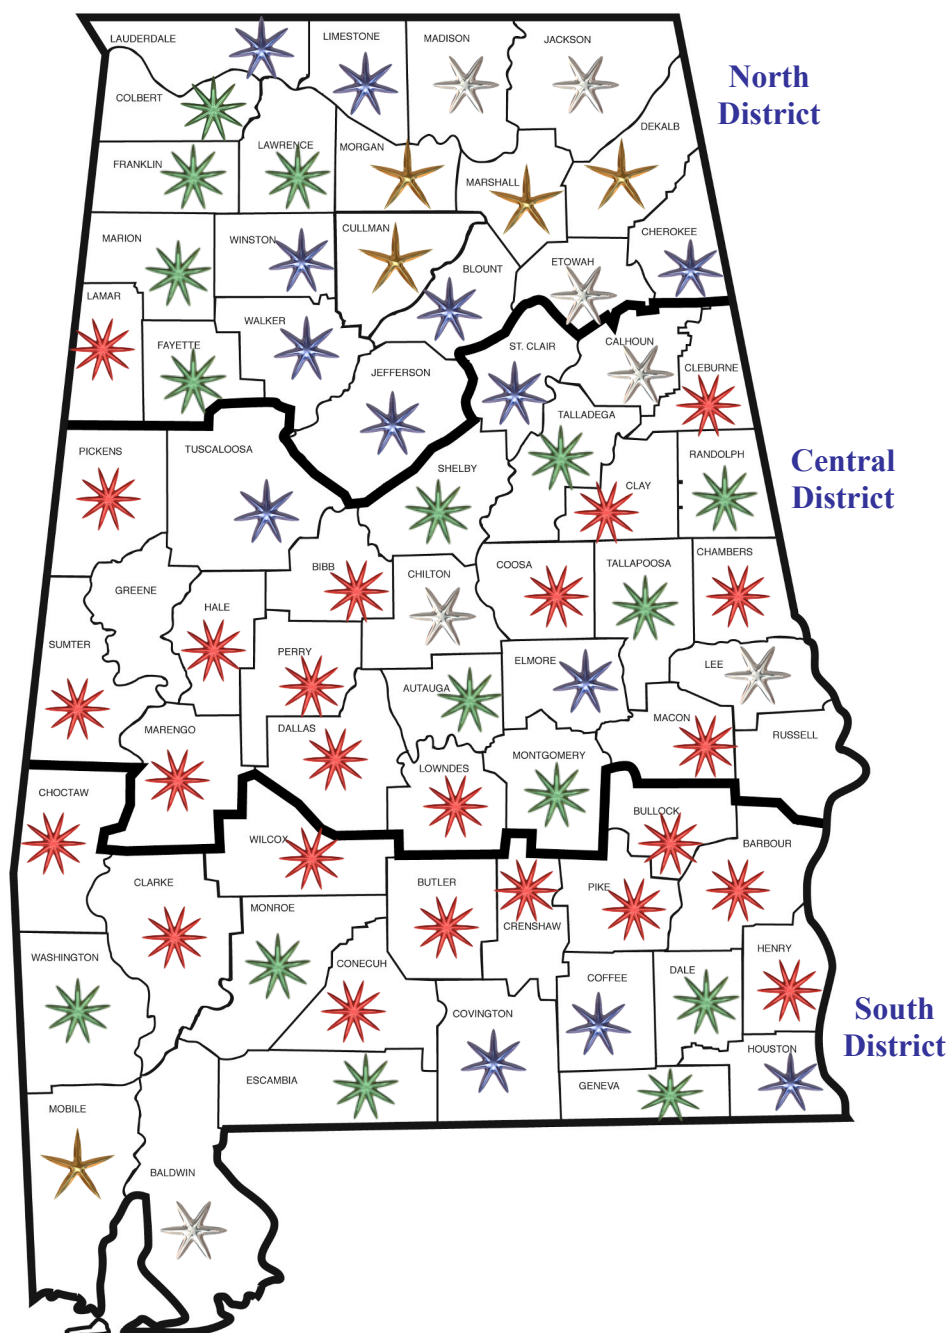 LAUDERDALE
LIMESTONE
MADISON
JACKSON
North
District
COLBERT
DEKALB
LAWRENCE
MORGAN
FRANKLIN
MARSHALL
MARION
WINSTON
CULLMAN
CHEROKEE
BLOUNT
ETOWAH
LAMAR
WALKER
FAYETTE
ST. CLAIR
CALHOUN
JEFFERSON
CLEBURNE
TALLADEGA
PICKENS
TUSCALOOSA
SHELBY
RANDOLPH
Central
District
CLAY
BIBB
CHILTON
COOSA
TALLAPOOSA
CHAMBERS
GREENE
HALE
SUMTER
PERRY
ELMORE
LEE
AUTAUGA
MARENGO
DALLAS
MACON
RUSSELL
LOWNDES
MONTGOMERY
CHOCTAW
BULLOCK
WILCOX
BARBOUR
CLARKE
BUTLER
PIKE
MONROE
CRENSHAW
WASHINGTON
CONECUH
HENRY
COFFEE
DALE
COVINGTON
South
District
HOUSTON
ESCAMBIA
GENEVA
MOBILE
BALDWIN